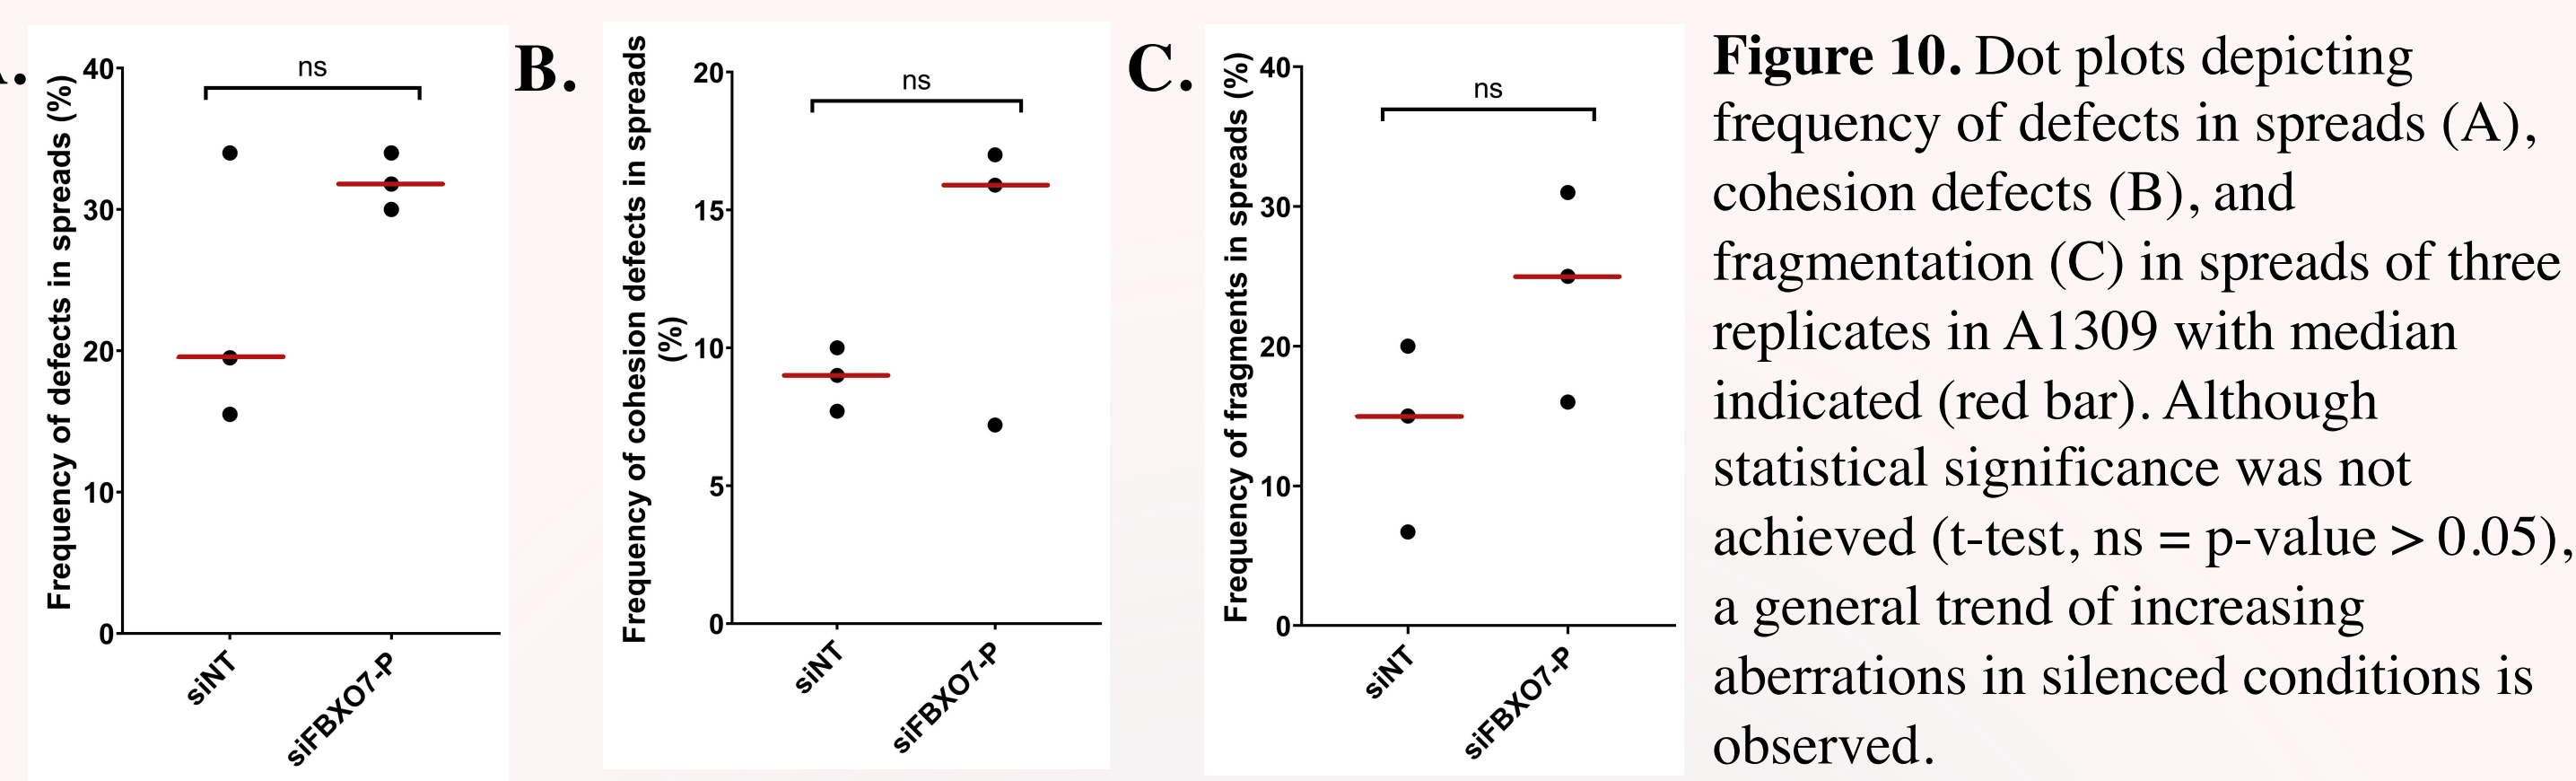 Frequency of defects in spreads (%)
40
30
20
10
0
ns
siNT
siFBXO7-P
B.
Frequency of cohesion defects in spreads
(%)
20
15
10
5
0
ns
siNT
siFBXO7-P
C.
Frequency of fragments in spreads (%)
40
30
20
10
0
ns
siNT
siFBXO7-P
Figure 10. Dot plots depicting
frequency of defects in spreads (A),
cohesion defects (B), and
fragmentation (C) in spreads of three
replicates in A1309 with median
indicated (red bar). Although
statistical significance was not
achieved (t-test, ns = p-value > 0.05),
a general trend of increasing
aberrations in silenced conditions is
observed.